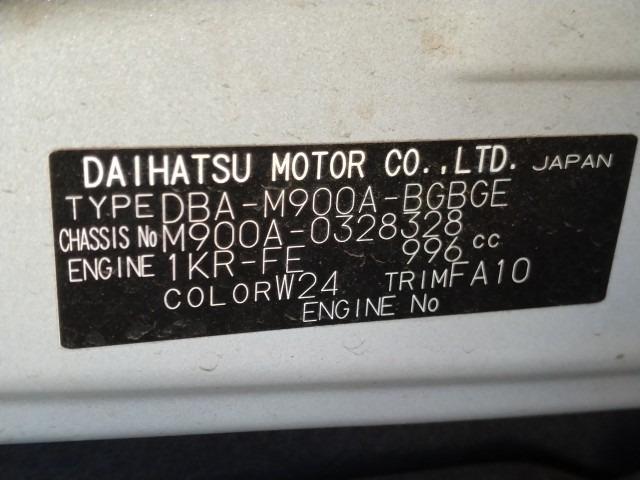 DAIHATSU MOTOR CO.,LTD. JAPAN
TYPE DBA-M900A-BGBGE
CHASSIS No M900A-0328328
ENGINE 1KR-FE 996 cc
COLOR W24 TRIM FA10
ENGINE No